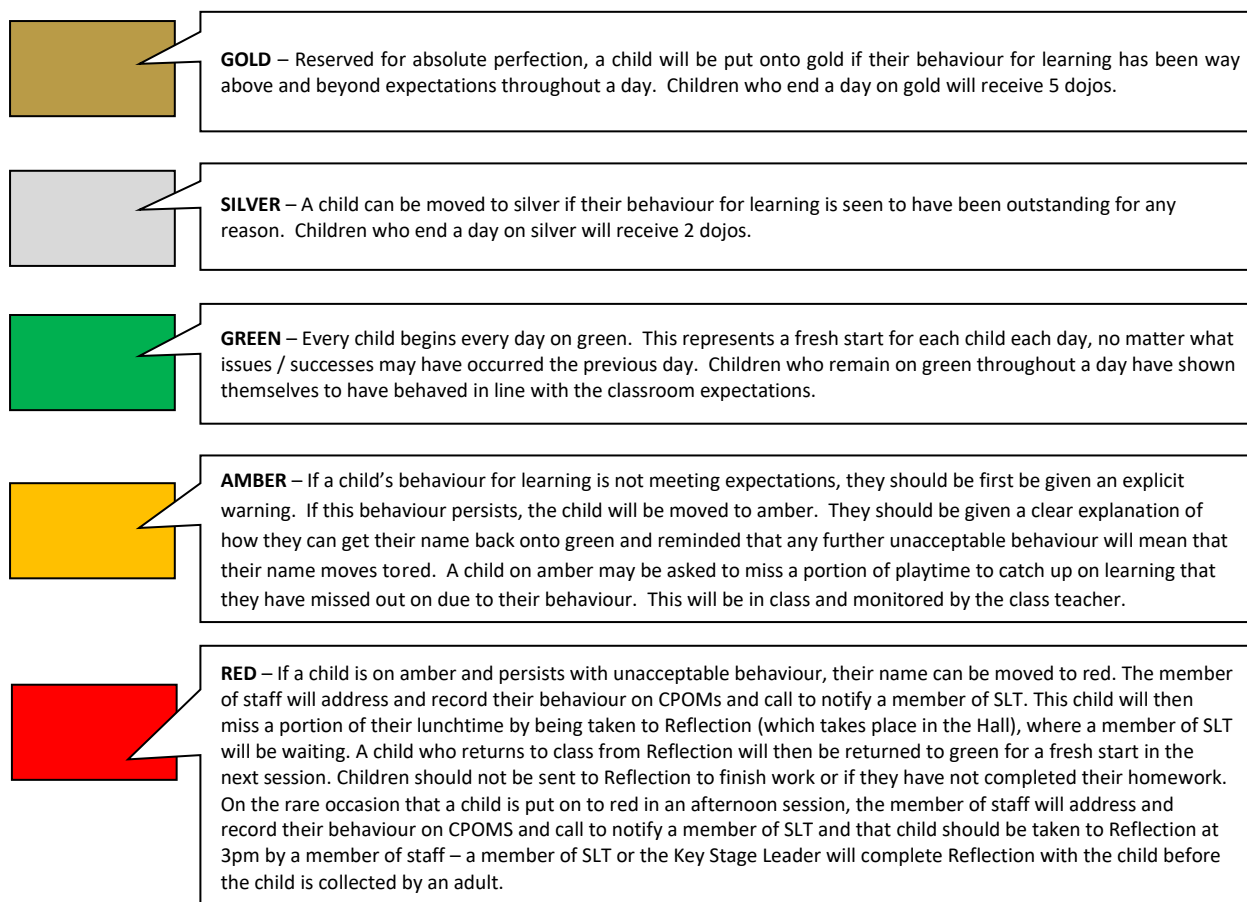 GOLD – Reserved for absolute perfection, a child will be put onto gold if their behaviour for learning has been way
above and beyond expectations throughout a day. Children who end a day on gold will receive 5 dojos.
SILVER – A child can be moved to silver if their behaviour for learning is seen to have been outstanding for any
reason. Children who end a day on silver will receive 2 dojos.
GREEN – Every child begins every day on green. This represents a fresh start for each child each day, no matter what
issues / successes may have occurred the previous day. Children who remain on green throughout a day have shown
themselves to have behaved in line with the classroom expectations.
AMBER – If a child’s behaviour for learning is not meeting expectations, they should be first be given an explicit
warning. If this behaviour persists, the child will be moved to amber. They should be given a clear explanation of
how they can get their name back onto green and reminded that any further unacceptable behaviour will mean that
their name moves tored. A child on amber may be asked to miss a portion of playtime to catch up on learning that
they have missed out on due to their behaviour. This will be in class and monitored by the class teacher.
RED – If a child is on amber and persists with unacceptable behaviour, their name can be moved to red. The member
of staff will address and record their behaviour on CPOMs and call to notify a member of SLT. This child will then
miss a portion of their lunchtime by being taken to Reflection (which takes place in the Hall), where a member of SLT
will be waiting. A child who returns to class from Reflection will then be returned to green for a fresh start in the
next session. Children should not be sent to Reflection to finish work or if they have not completed their homework.
On the rare occasion that a child is put on to red in an afternoon session, the member of staff will address and
record their behaviour on CPOMS and call to notify a member of SLT and that child should be taken to Reflection at
3pm by a member of staff – a member of SLT or the Key Stage Leader will complete Reflection with the child before
the child is collected by an adult.